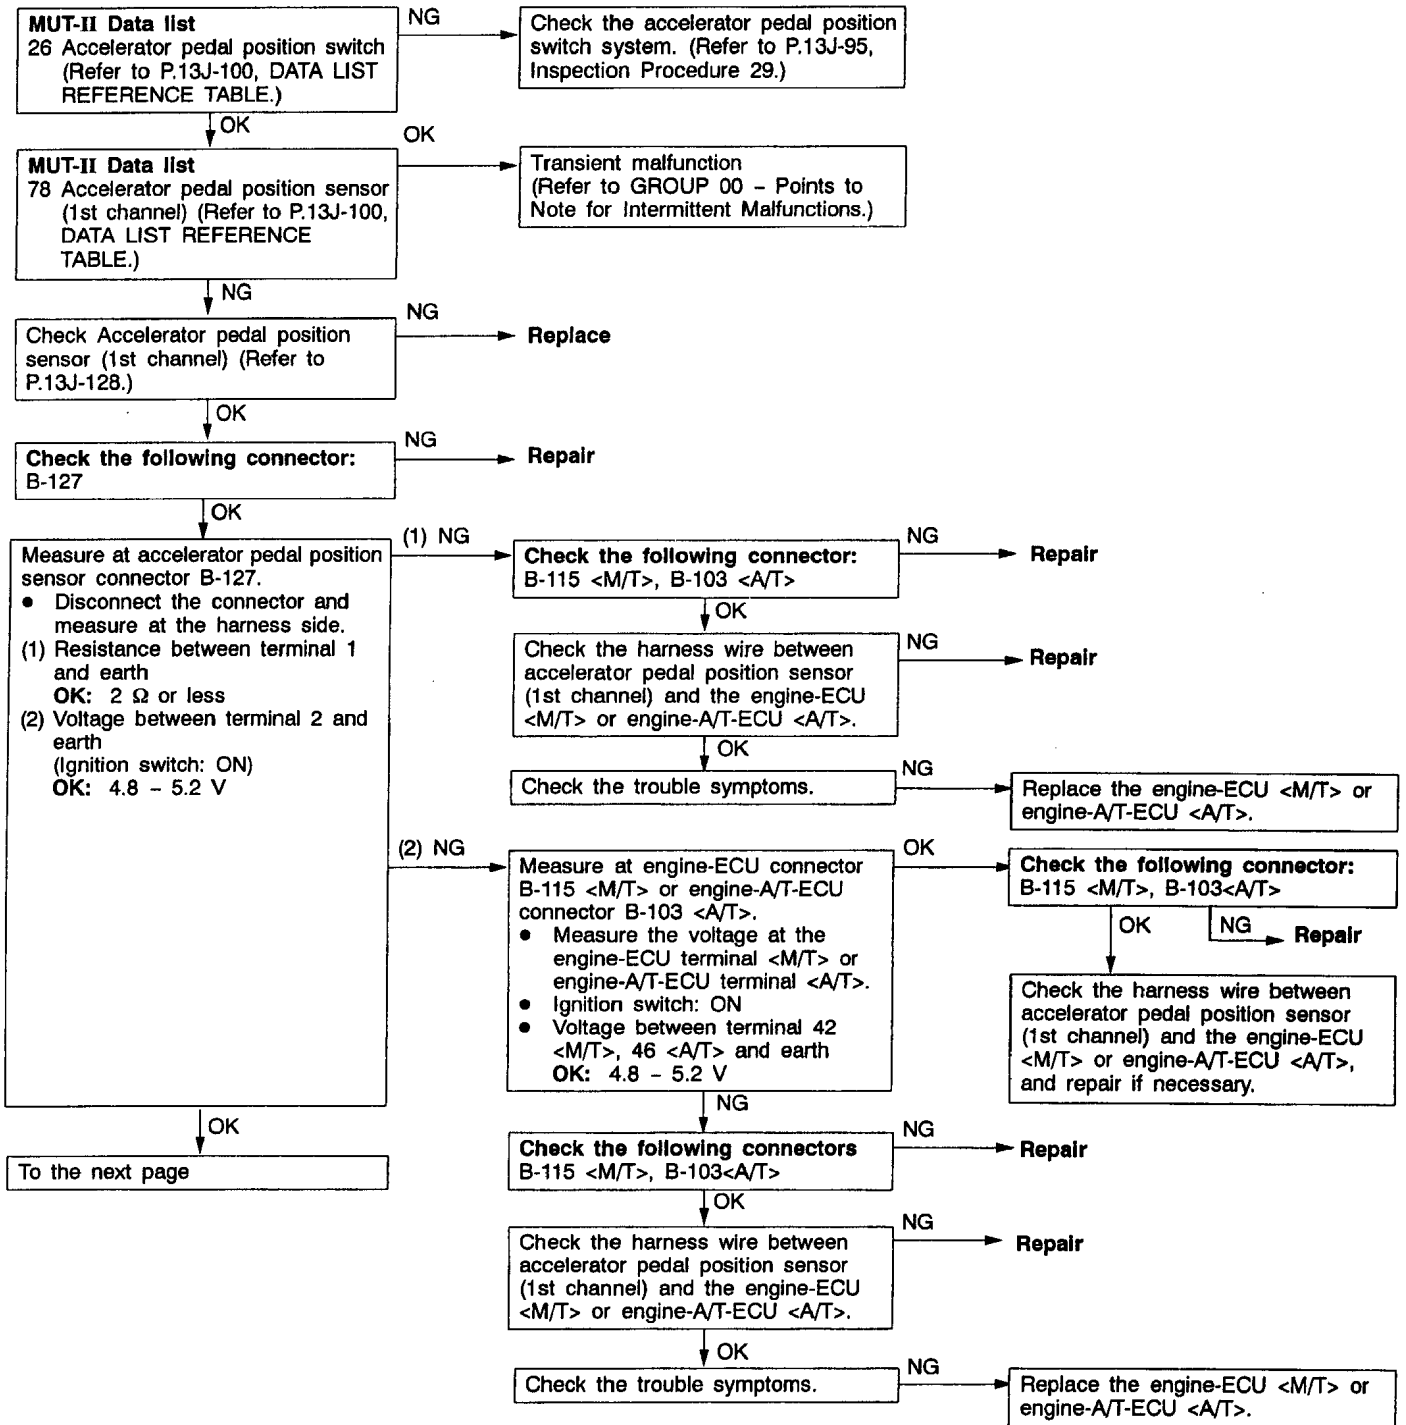 MUT-II Data list
26 Accelerator pedal position switch
(Refer to P.13J-100, DATA LIST
REFERENCE TABLE.)
NG
Check the accelerator pedal position
switch system. (Refer to P.13J-95,
Inspection Procedure 29.)
OK
MUT-II Data list
78 Accelerator pedal position sensor
(1st channel) (Refer to P.13J-100,
DATA LIST REFERENCE
TABLE.)
OK
Transient malfunction
(Refer to GROUP 00 – Points to
Note for Intermittent Malfunctions.)
NG
Check Accelerator pedal position
sensor (1st channel) (Refer to
P.13J-128.)
NG
Replace
OK
Check the following connector:
B-127
NG
Repair
OK
Measure at accelerator pedal position
sensor connector B-127.
● Disconnect the connector and
measure at the harness side.
(1) Resistance between terminal 1
and earth
OK: 2 Ω or less
(2) Voltage between terminal 2 and
earth
(Ignition switch: ON)
OK: 4.8 – 5.2 V
(1) NG
Check the following connector:
B-115 <M/T>, B-103 <A/T>
NG
Repair
OK
Check the harness wire between
accelerator pedal position sensor
(1st channel) and the engine-ECU
<M/T> or engine-A/T-ECU <A/T>.
NG
Repair
OK
Check the trouble symptoms.
NG
Replace the engine-ECU <M/T> or
engine-A/T-ECU <A/T>.
(2) NG
Measure at engine-ECU connector
B-115 <M/T> or engine-A/T-ECU
connector B-103 <A/T>.
● Measure the voltage at the
engine-ECU terminal <M/T> or
engine-A/T-ECU terminal <A/T>.
● Ignition switch: ON
● Voltage between terminal 42
<M/T>, 46 <A/T> and earth
OK: 4.8 – 5.2 V
OK
Check the following connector:
B-115 <M/T>, B-103<A/T>
OK
NG
Repair
Check the harness wire between
accelerator pedal position sensor
(1st channel) and the engine-ECU
<M/T> or engine-A/T-ECU <A/T>,
and repair if necessary.
NG
OK
To the next page
Check the following connectors
B-115 <M/T>, B-103<A/T>
NG
Repair
OK
Check the harness wire between
accelerator pedal position sensor
(1st channel) and the engine-ECU
<M/T> or engine-A/T-ECU <A/T>.
NG
Repair
OK
Check the trouble symptoms.
NG
Replace the engine-ECU <M/T> or
engine-A/T-ECU <A/T>.